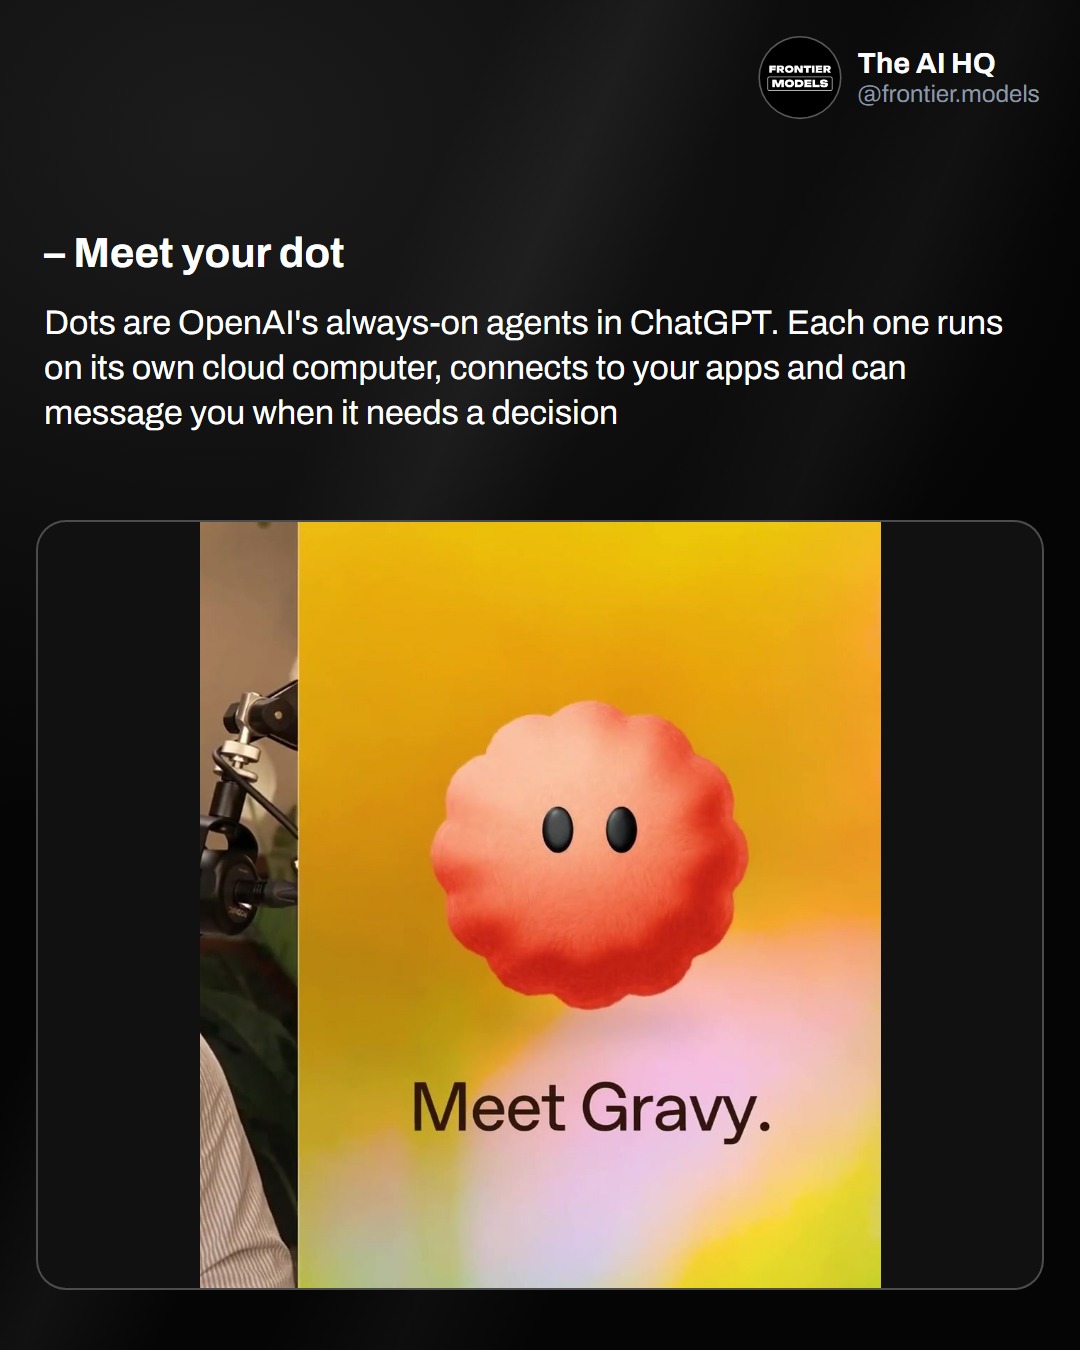 FRONTIER
MODELS
The AI HQ
@frontier.models
– Meet your dot
Dots are OpenAI's always-on agents in ChatGPT. Each one runs
on its own cloud computer, connects to your apps and can
message you when it needs a decision
Meet Gravy.